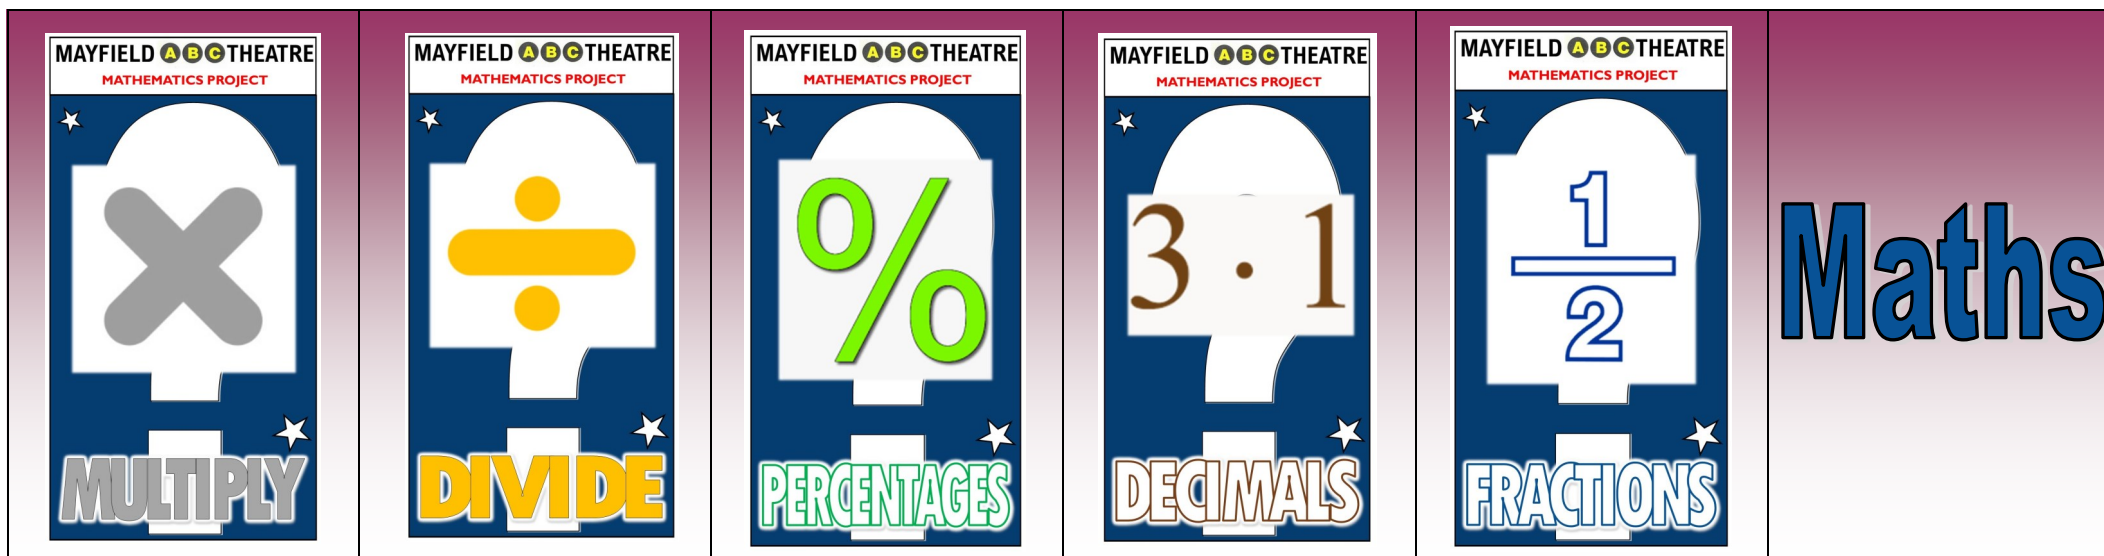 MAYFIELD ABC THEATRE
MATHEMATICS PROJECT
×
MULTIPLY
MAYFIELD ABC THEATRE
MATHEMATICS PROJECT
÷
DIVIDE
MAYFIELD ABC THEATRE
MATHEMATICS PROJECT
%
PERCENTAGES
MAYFIELD ABC THEATRE
MATHEMATICS PROJECT
3 · 1
DECIMALS
MAYFIELD ABC THEATRE
MATHEMATICS PROJECT
1
2
FRACTIONS
Maths